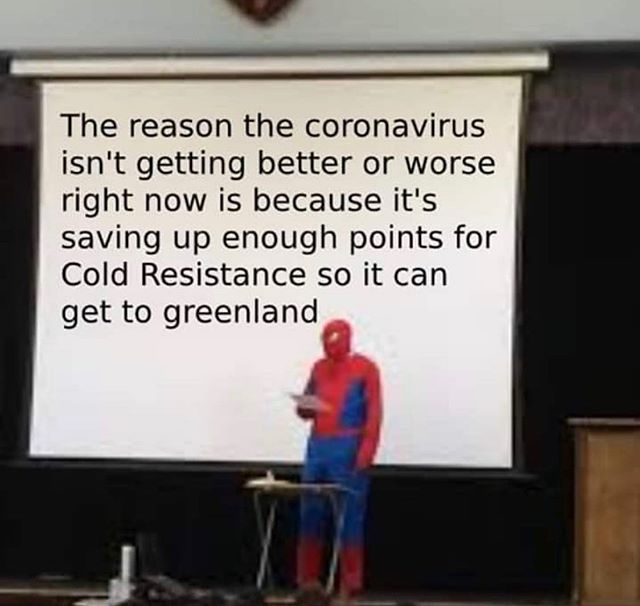 The reason the coronavirus
isn't getting better or worse
right now is because it's
saving up enough points for
Cold Resistance so it can
get to greenland